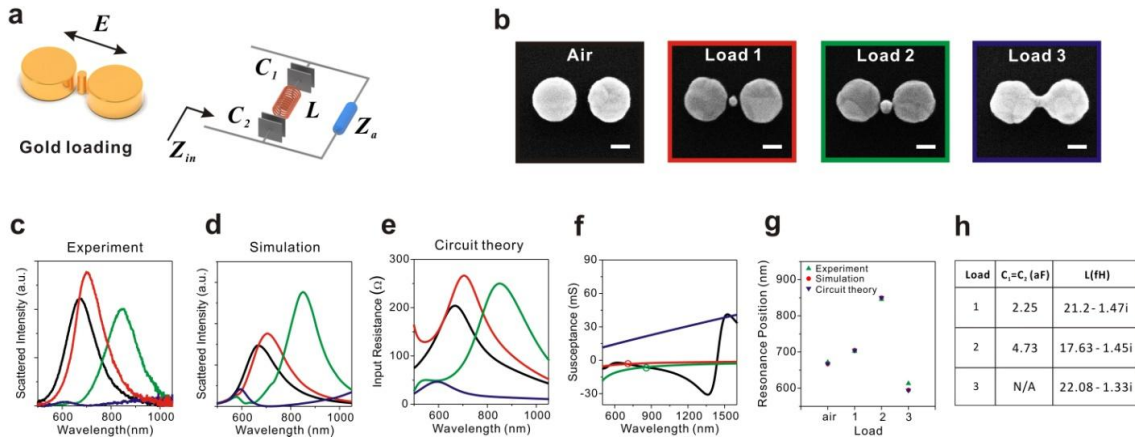 a
E
Gold loading
C1
L
C2
Za
Zin
b
Air
Load 1
Load 2
Load 3
c
Experiment
Scattered Intensity (a.u.)
400 600 800 1000
Wavelength(nm)
d
Simulation
Scattered Intensity (a.u.)
400 600 800 1000
Wavelength (nm)
e
Circuit theory
Input Resistance (Ω)
300
200
100
0
400 600 800 1000
Wavelength (nm)
f
Susceptance (mS)
90
60
30
0
-30
600 900 1200 1500
Wavelength (nm)
g
Resonance Position (nm)
900
800
700
600
Experiment
Simulation
Circuit theory
air 1 2 3
Load
h
Load C₁=C₂ (aF) L(fH)
1 2.25 21.2 - 1.47i
2 4.73 17.63 - 1.45i
3 N/A 22.08 - 1.33i